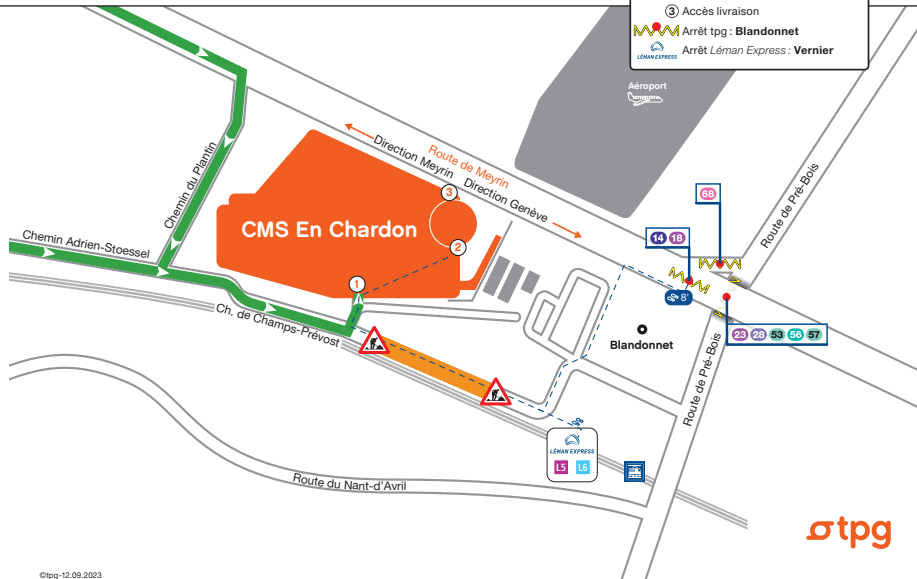 3 Accès livraison
Arrêt tpg : Blandonnet
LÉMAN EXPRESS Arrêt Léman Express : Vernier
Aéroport
Route de Meyrin
Direction Meyrin Direction Genève
Chemin du Plantin
Route de Pré-Bois
68
3
CMS En Chardon
14 18
2
Chemin Adrien-Stoessel
1
8'
Ch. de Champs-Prévost
23 28 53 56 57
Blandonnet
Route de Pré-Bois
LÉMAN EXPRESS
L5 L6
Route du Nant-d'Avril
tpg
©tpg-12.09.2023